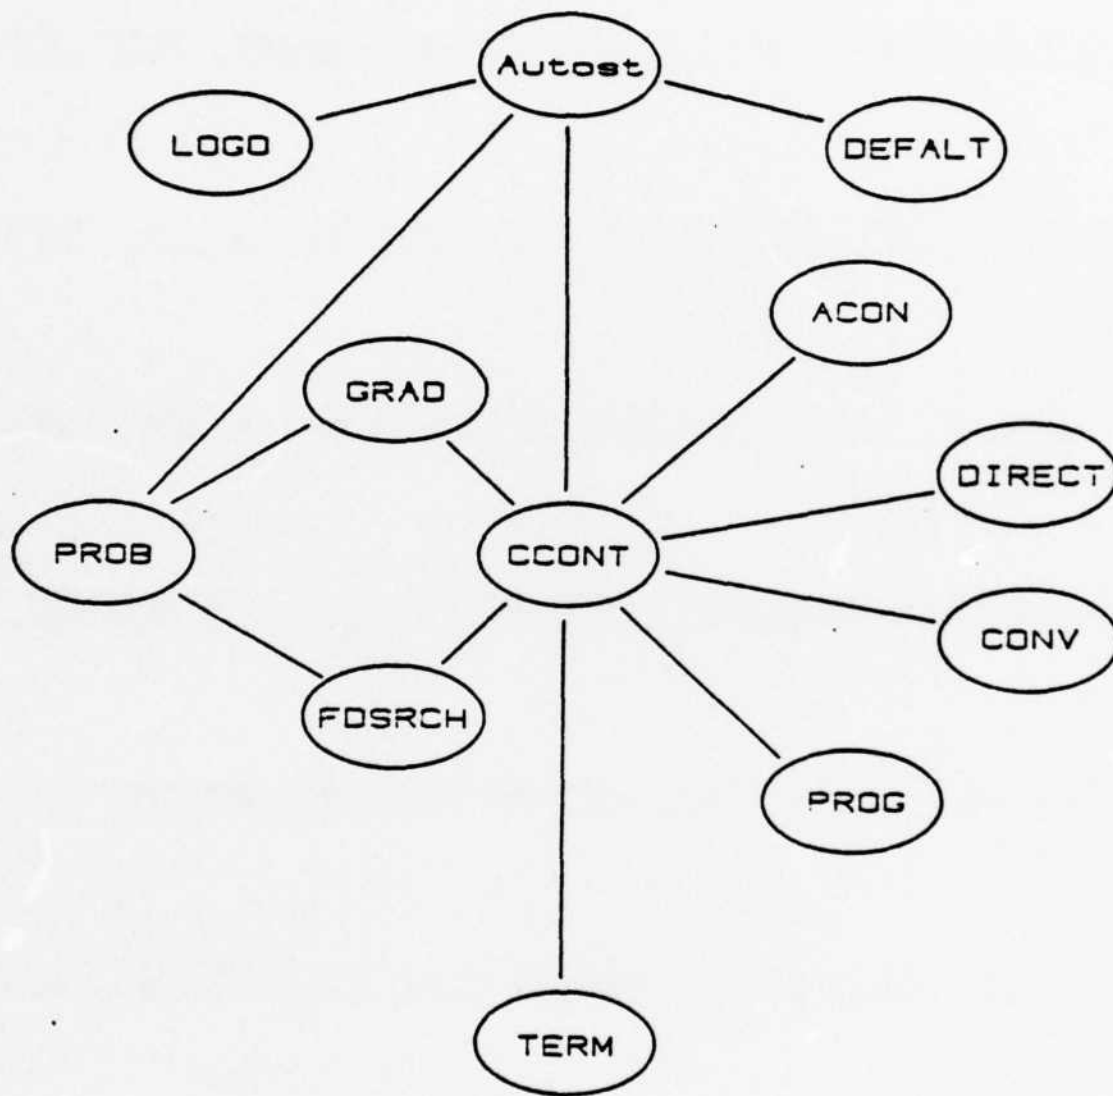 Autost
LOGO
DEFALT
ACON
GRAD
DIRECT
PROB
CCONT
CONV
FDSRCH
PROG
TERM